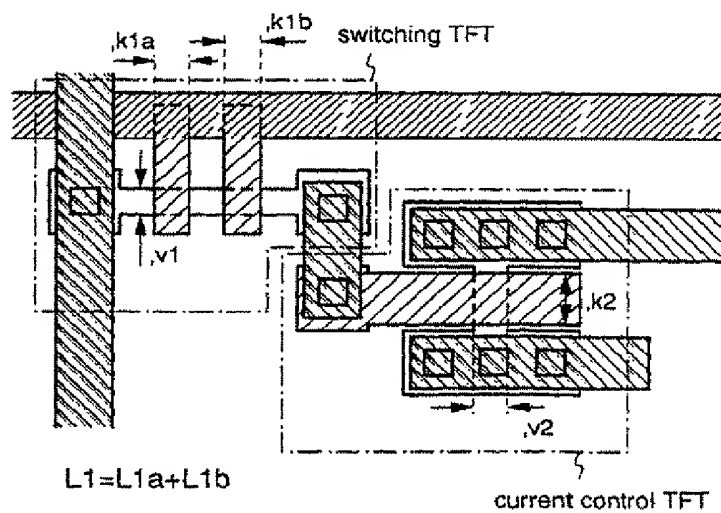 ,k1a
,k1b
switching TFT
,v1
,k2
,v2
L1=L1a+L1b
current control TFT